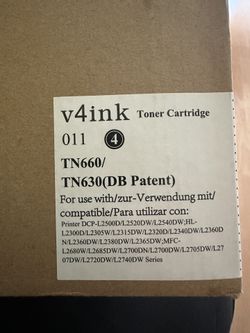 v4ink Toner Cartridge
011 4
TN660/
TN630(DB Patent)
For use with/zur-Verwendung mit/
compatible/Para utilizar con:
Printer DCP-L2500D/L2520DW/L2540DW;HL-
L2300D/L2305W/L2315DW/L2320D/L2340DW/L2360D
N/L2360DW/L2380DW/L2365DW;MFC-
L2680W/L2685DW/L2700DN/L2700DW/L2705DW/L27
07DW/L2720DW/L2740DW Series